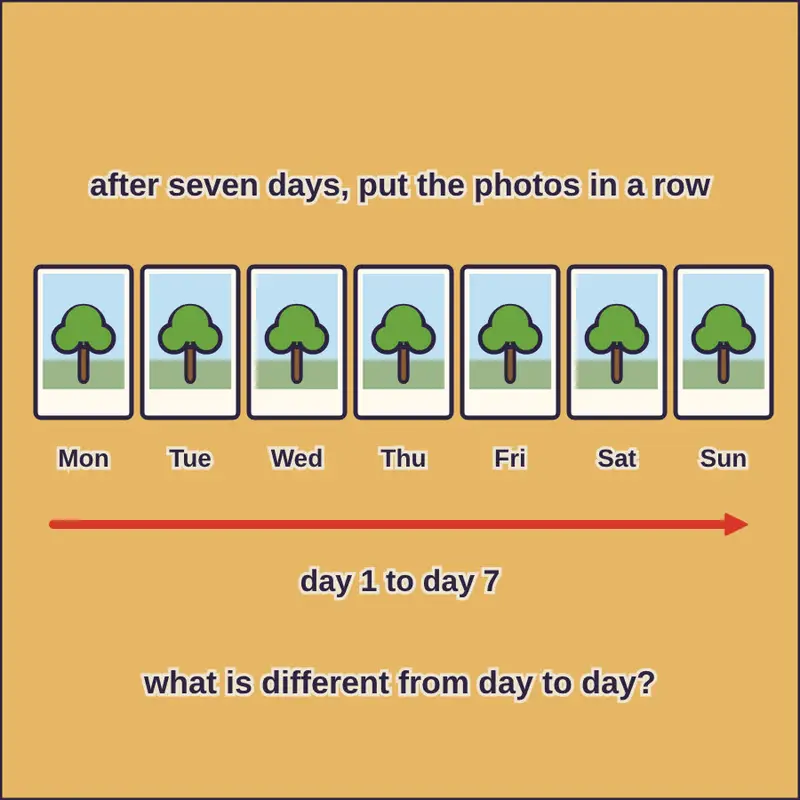 after seven days, put the photos in a row
Mon Tue Wed Thu Fri Sat Sun
day 1 to day 7
what is different from day to day?